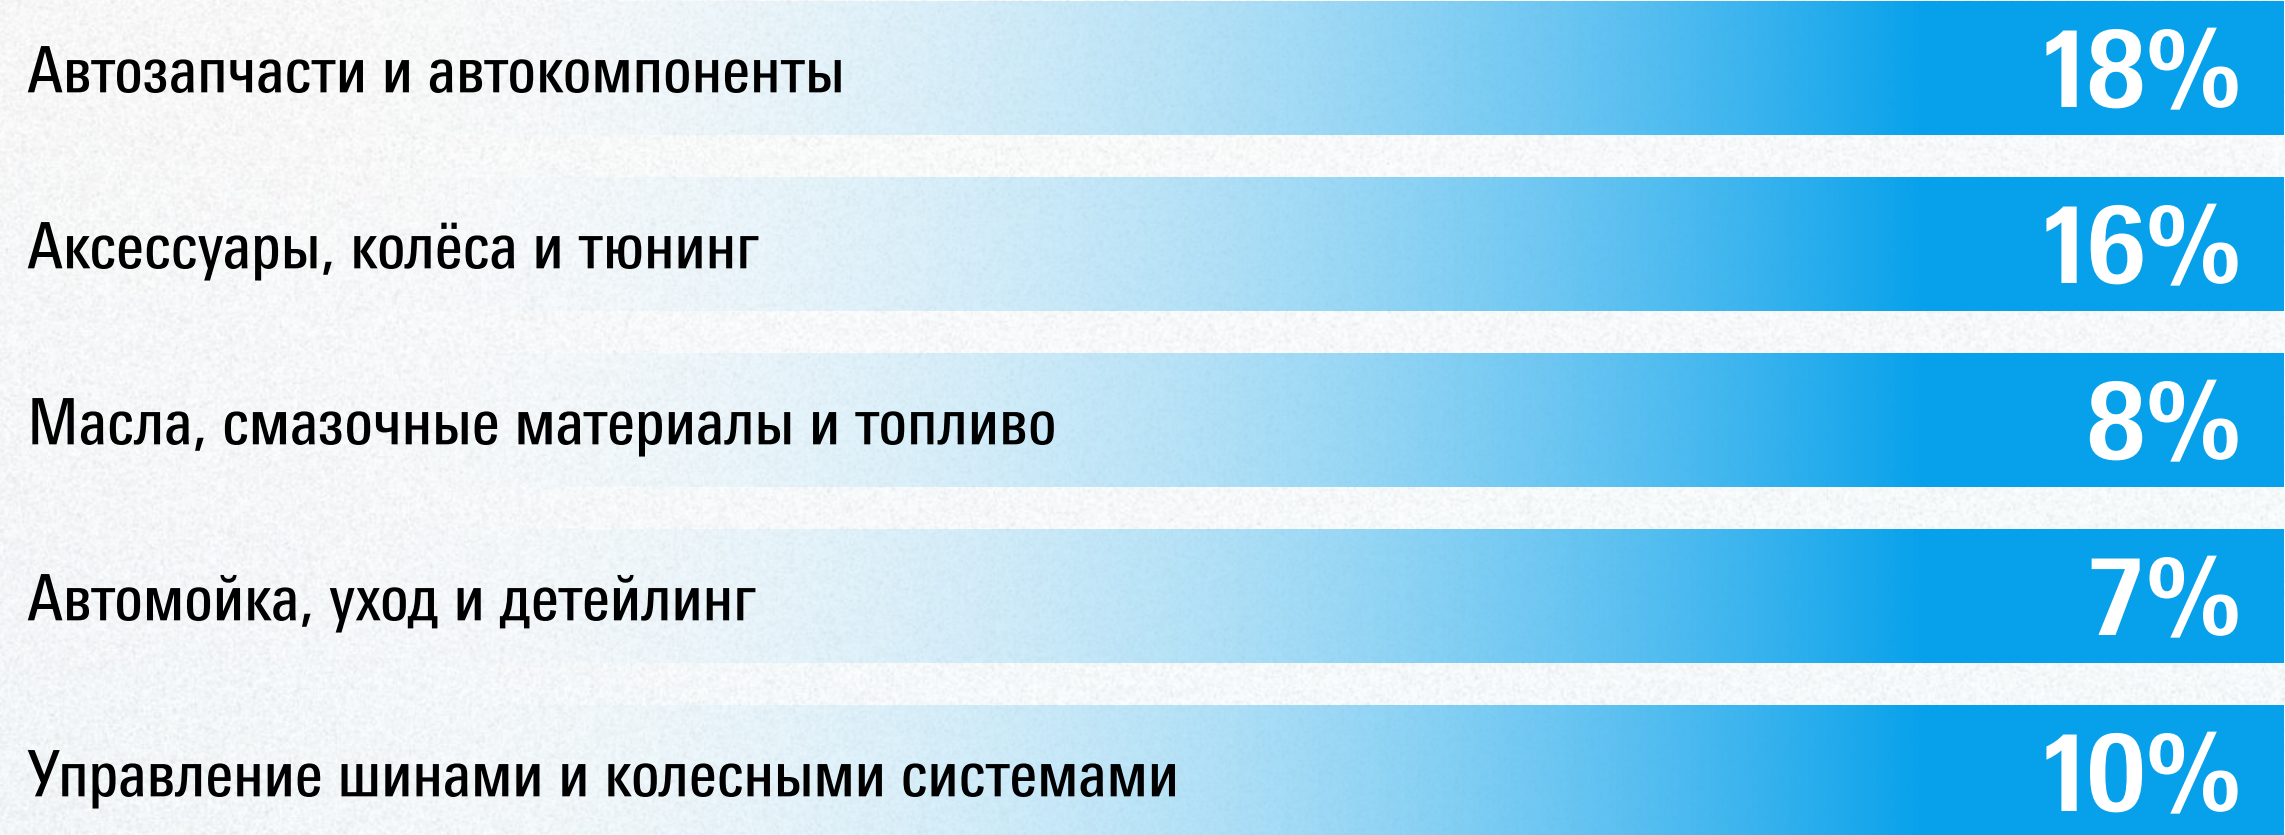 Автозапчасти и автокомпоненты 18%
Аксессуары, колёса и тюнинг 16%
Масла, смазочные материалы и топливо 8%
Автомойка, уход и детейлинг 7%
Управление шинами и колесными системами 10%